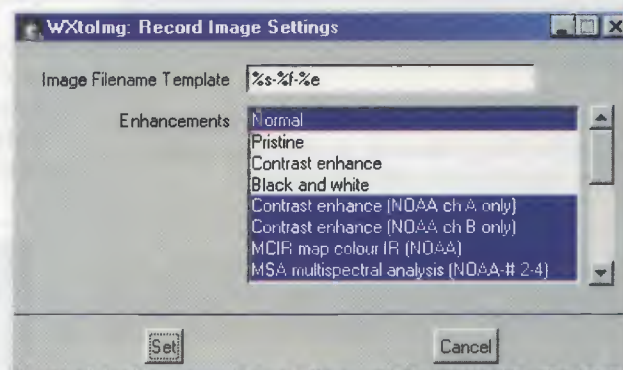 WXtoImg: Record Image Settings
Image Filename Template %s-%f-%e
Enhancements Normal
Pristine
Contrast enhance
Black and white
Contrast enhance (NOAA ch A only)
Contrast enhance (NOAA ch B only)
MCIR map colour IR (NOAA)
MSA multispectral analysis (NOAA-# 2-4)
Set Cancel